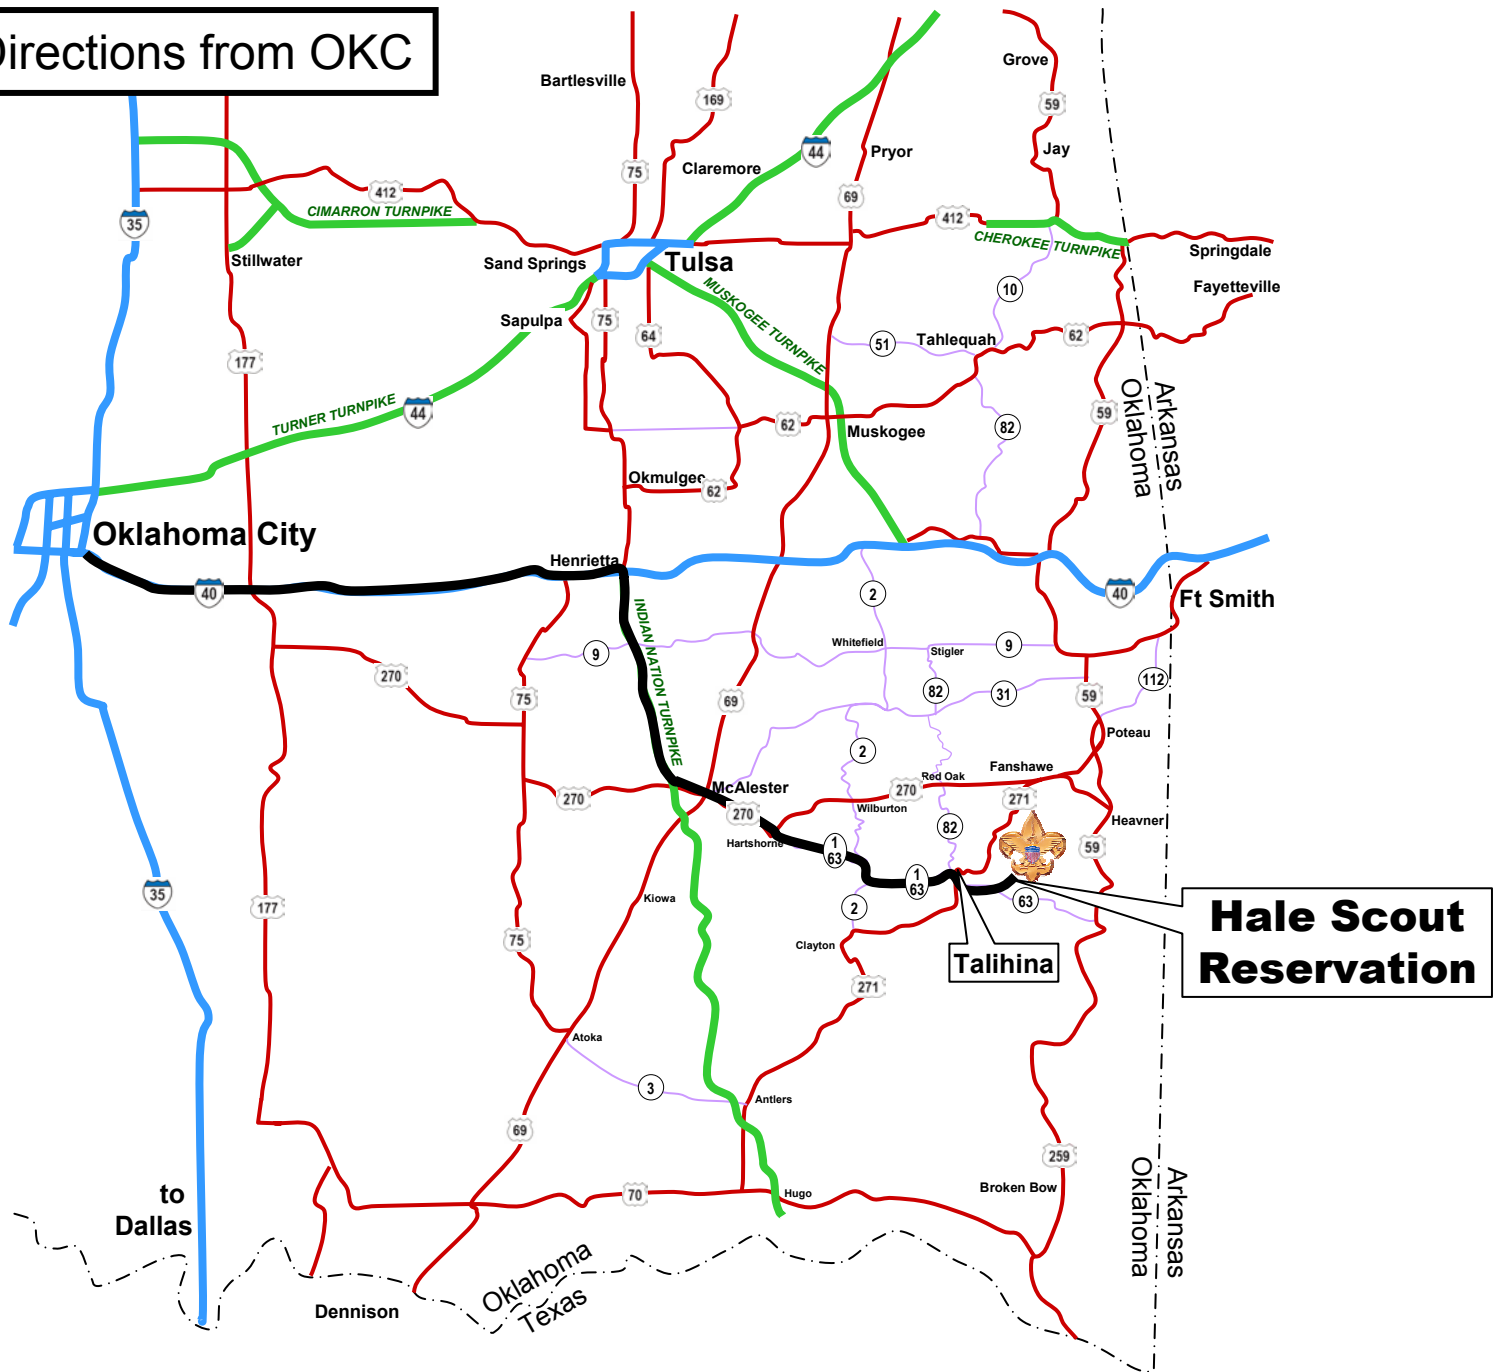 Directions from OKC
Grove
Bartlesville
169
59
44
Pryor
Jay
Claremore
75
69
412
CIMARRON TURNPIKE
412
35
CHEROKEE TURNPIKE
Springdale
Stillwater
Sand Springs
Tulsa
10
Fayetteville
MUSKOGEE TURNPIKE
Sapulpa
75
64
51
Tahlequah
62
177
TURNER TURNPIKE
44
59
Arkansas
Oklahoma
62
Muskogee
82
Okmulgee
62
Oklahoma City
Henrietta
40
2
40
Ft Smith
INDIAN NATION TURNPIKE
9
Whitefield
Stigler
9
270
75
69
82
31
59
112
Poteau
2
Fanshawe
Red Oak
McAlester
270
270
270
Wilburton
271
Heavner
82
Hartshorne
1
63
59
1
63
63
35
177
Kiowa
2
Hale Scout
Reservation
75
Clayton
Talihina
271
Atoka
3
Antlers
69
259
Arkansas
Oklahoma
Broken Bow
70
Hugo
to
Dallas
Oklahoma
Texas
Dennison